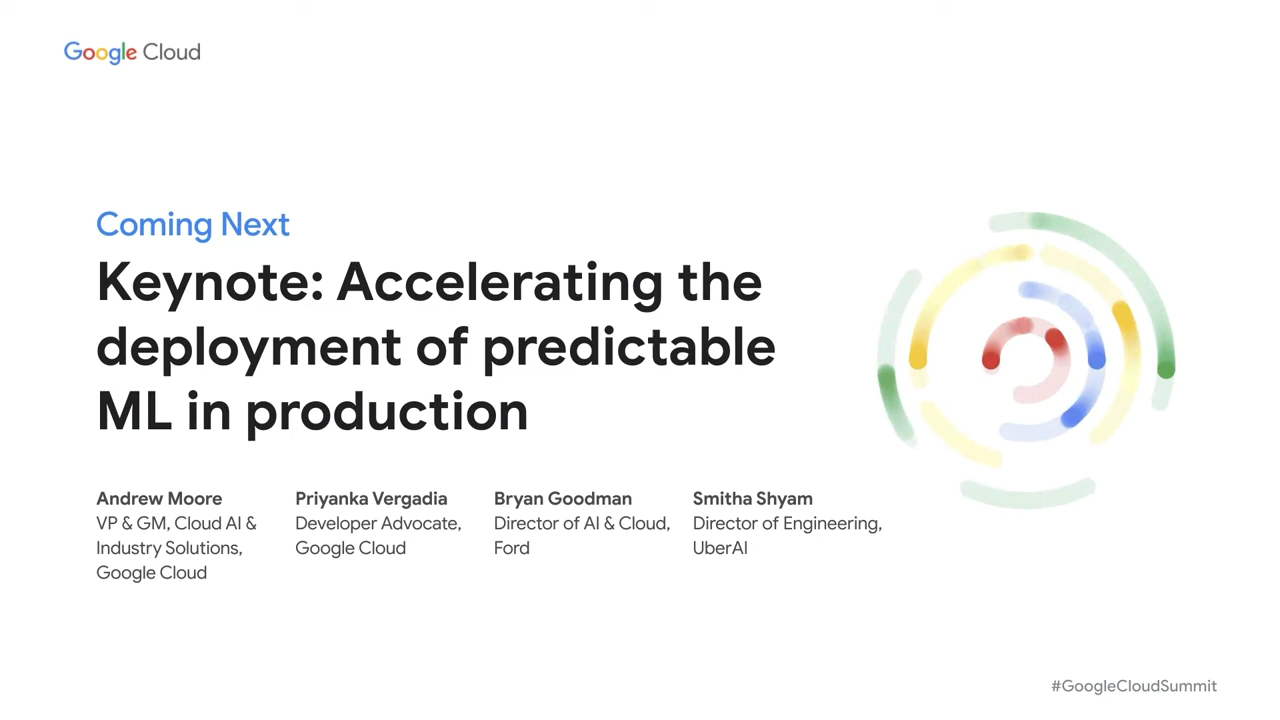 Google Cloud
Coming Next
Keynote: Accelerating the
deployment of predictable
ML in production
Andrew Moore
VP & GM, Cloud AI &
Industry Solutions,
Google Cloud
Priyanka Vergadia
Developer Advocate,
Google Cloud
Bryan Goodman
Director of AI & Cloud,
Ford
Smitha Shyam
Director of Engineering,
UberAI
#GoogleCloudSummit